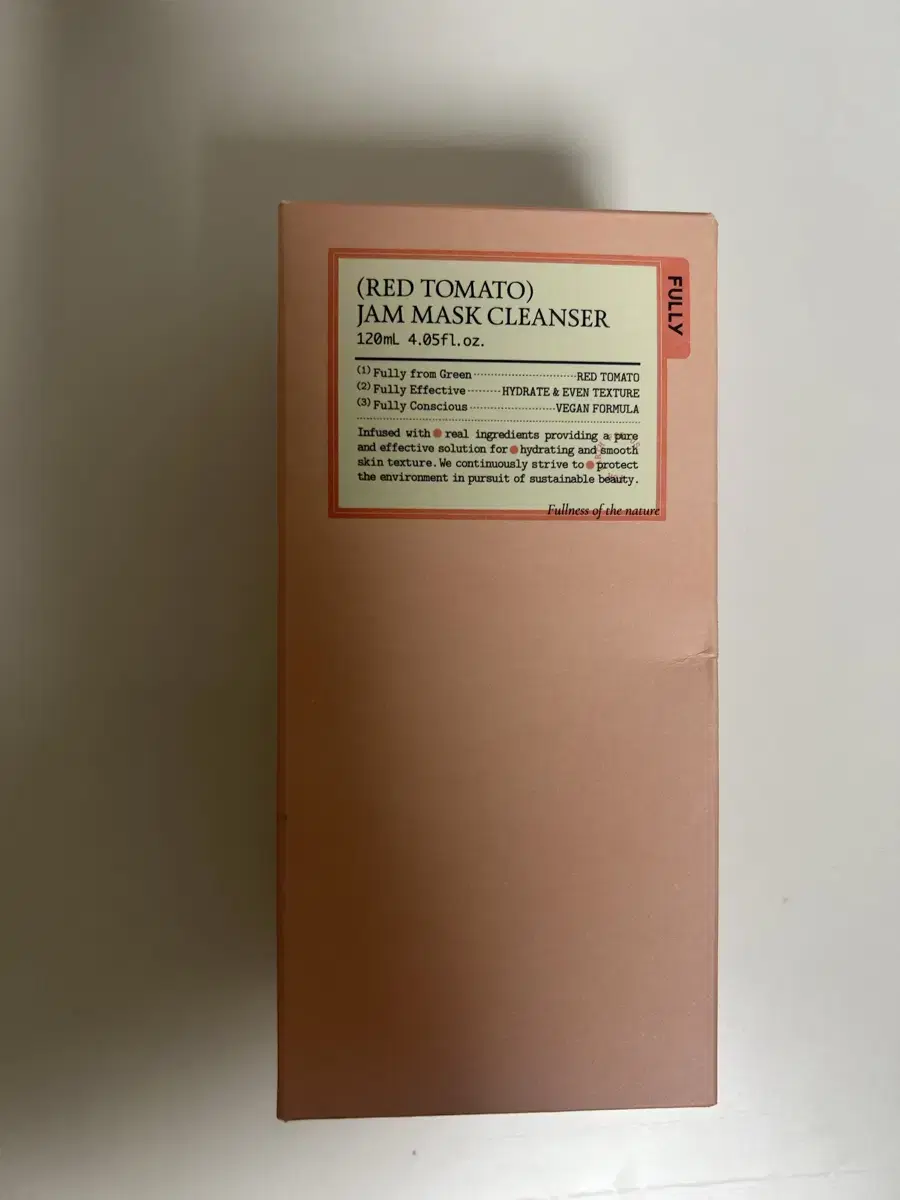 (RED TOMATO)
JAM MASK CLEANSER
120mL 4.05fl.oz.
FULLY
(1) Fully from Green RED TOMATO
(2) Fully Effective HYDRATE & EVEN TEXTURE
(3) Fully Conscious VEGAN FORMULA
Infused with real ingredients providing a pure
and effective solution for hydrating and smooth
skin texture. We continuously strive to protect
the environment in pursuit of sustainable beauty.
Fullness of the nature